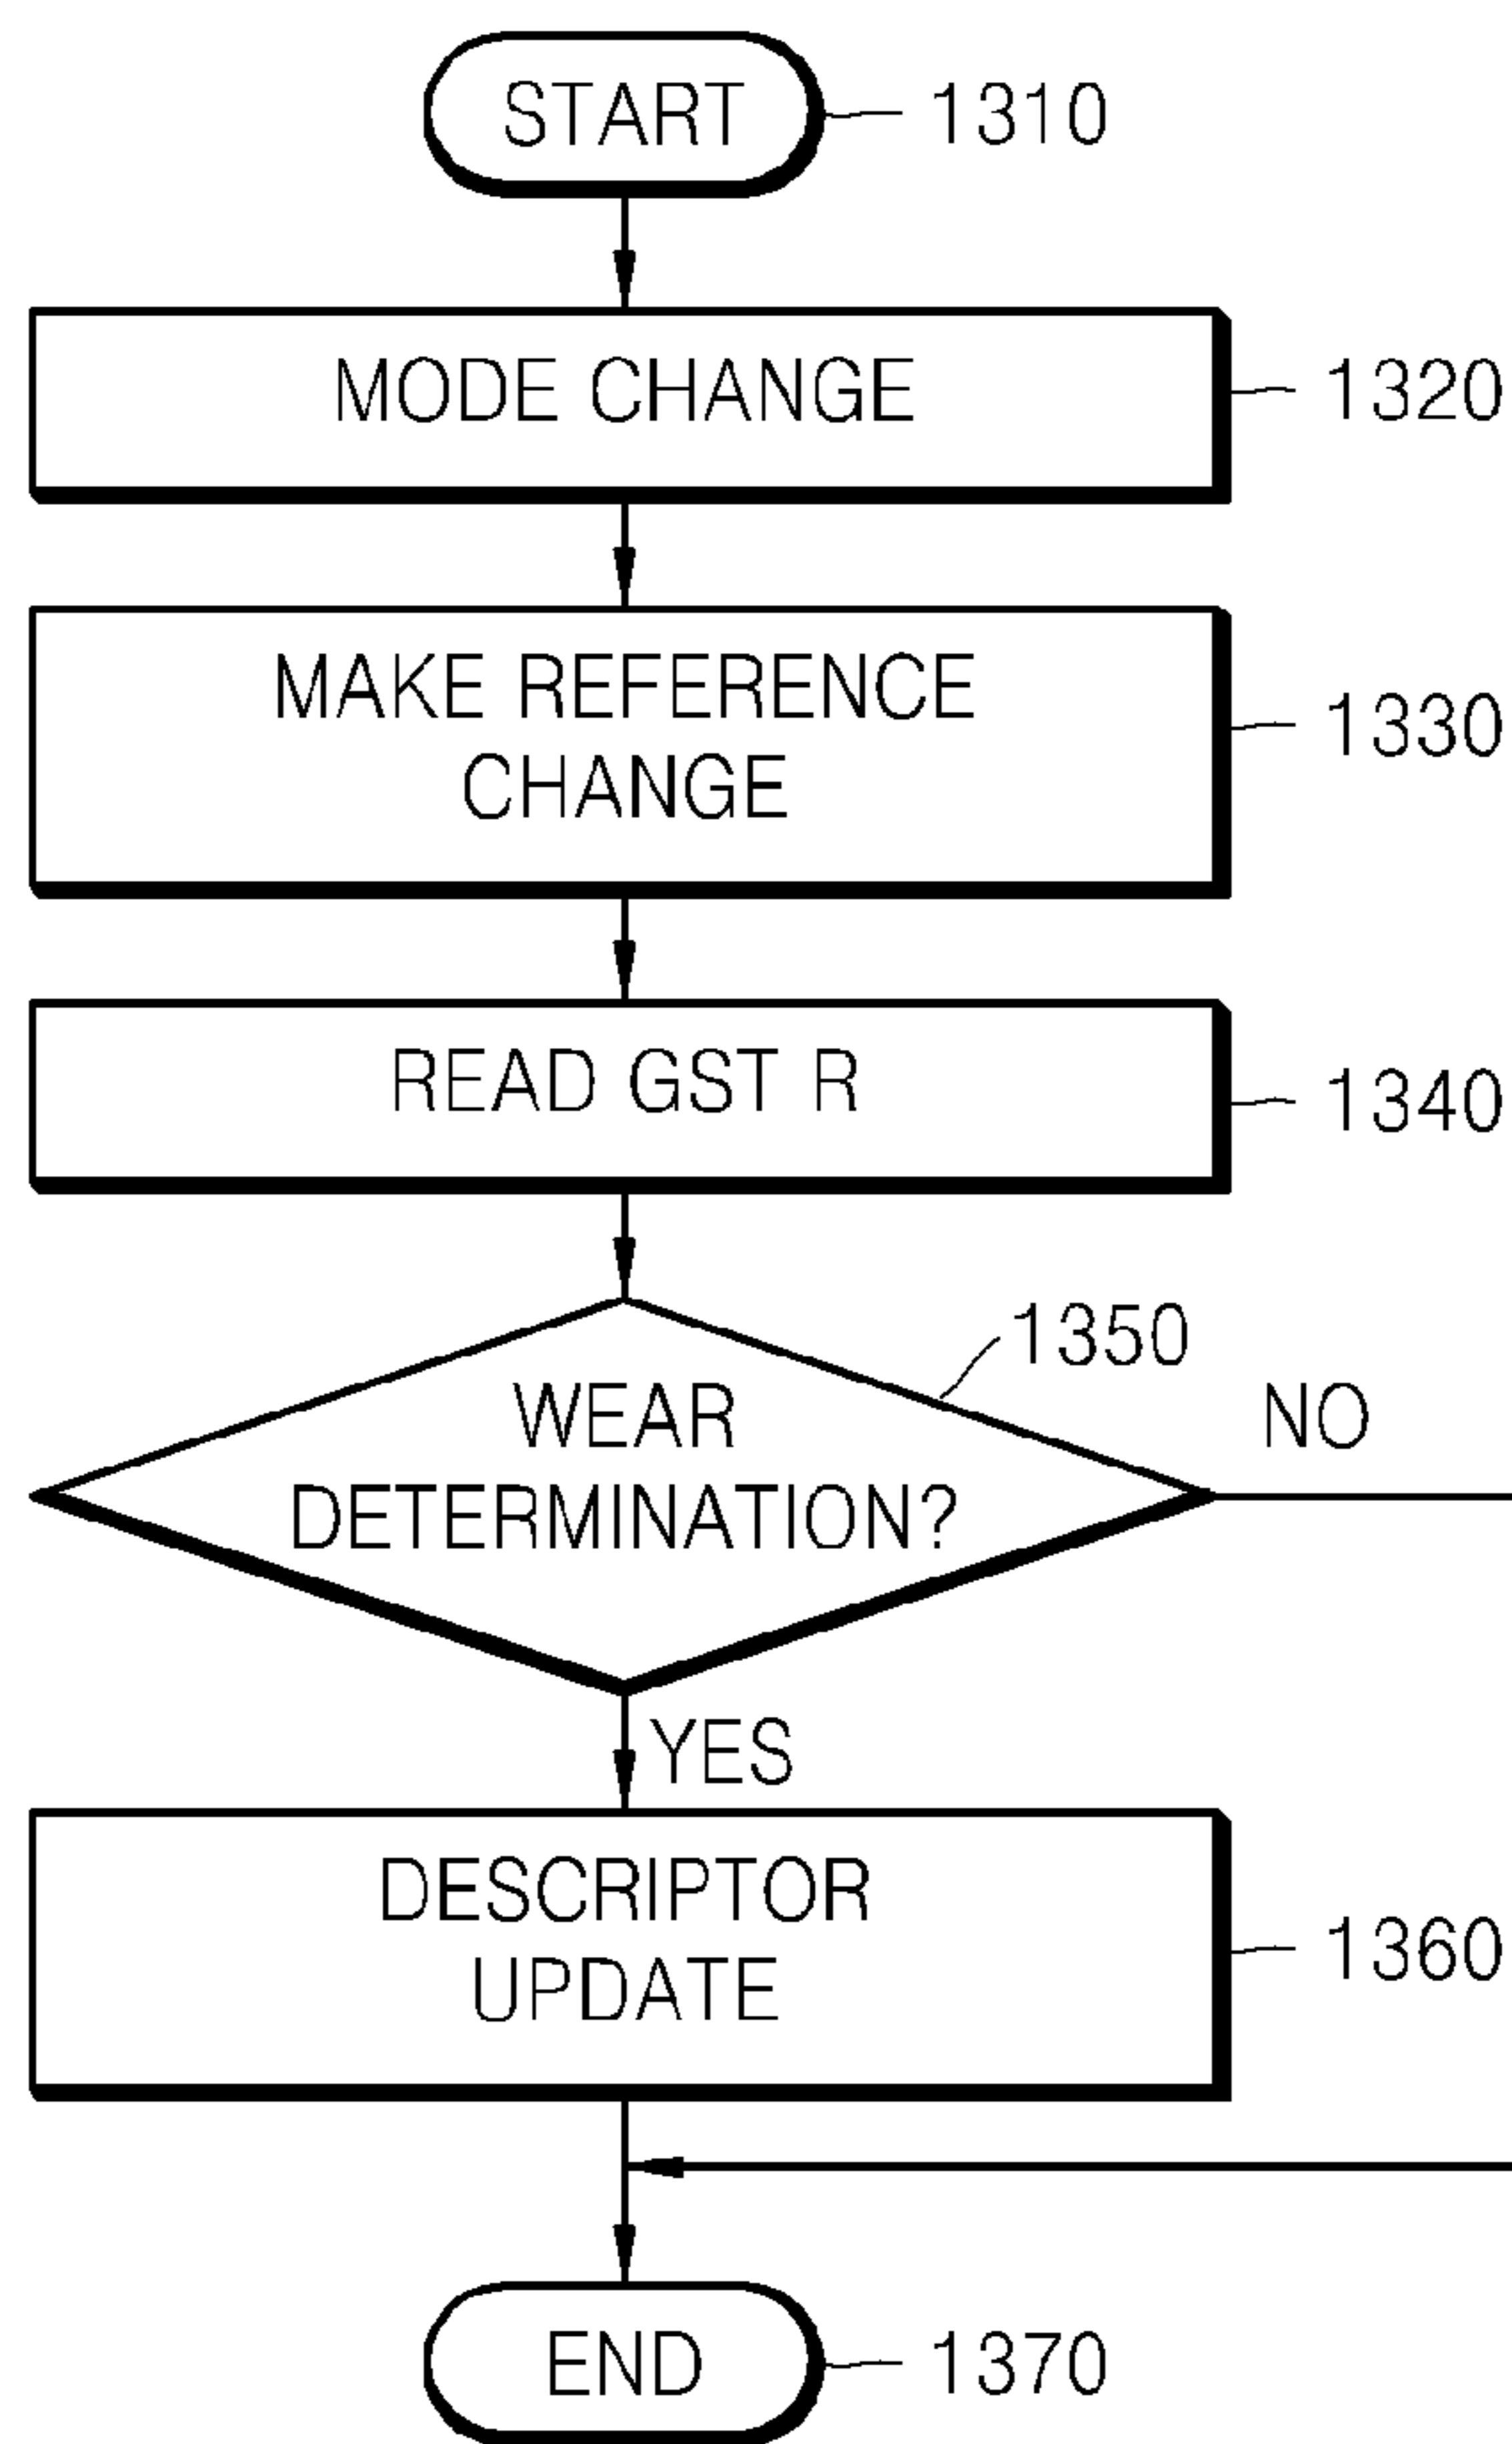 START
1310
MODE CHANGE
1320
MAKE REFERENCE
CHANGE
1330
READ GST R
1340
1350
WEAR
DETERMINATION?
NO
YES
DESCRIPTOR
UPDATE
1360
END
1370